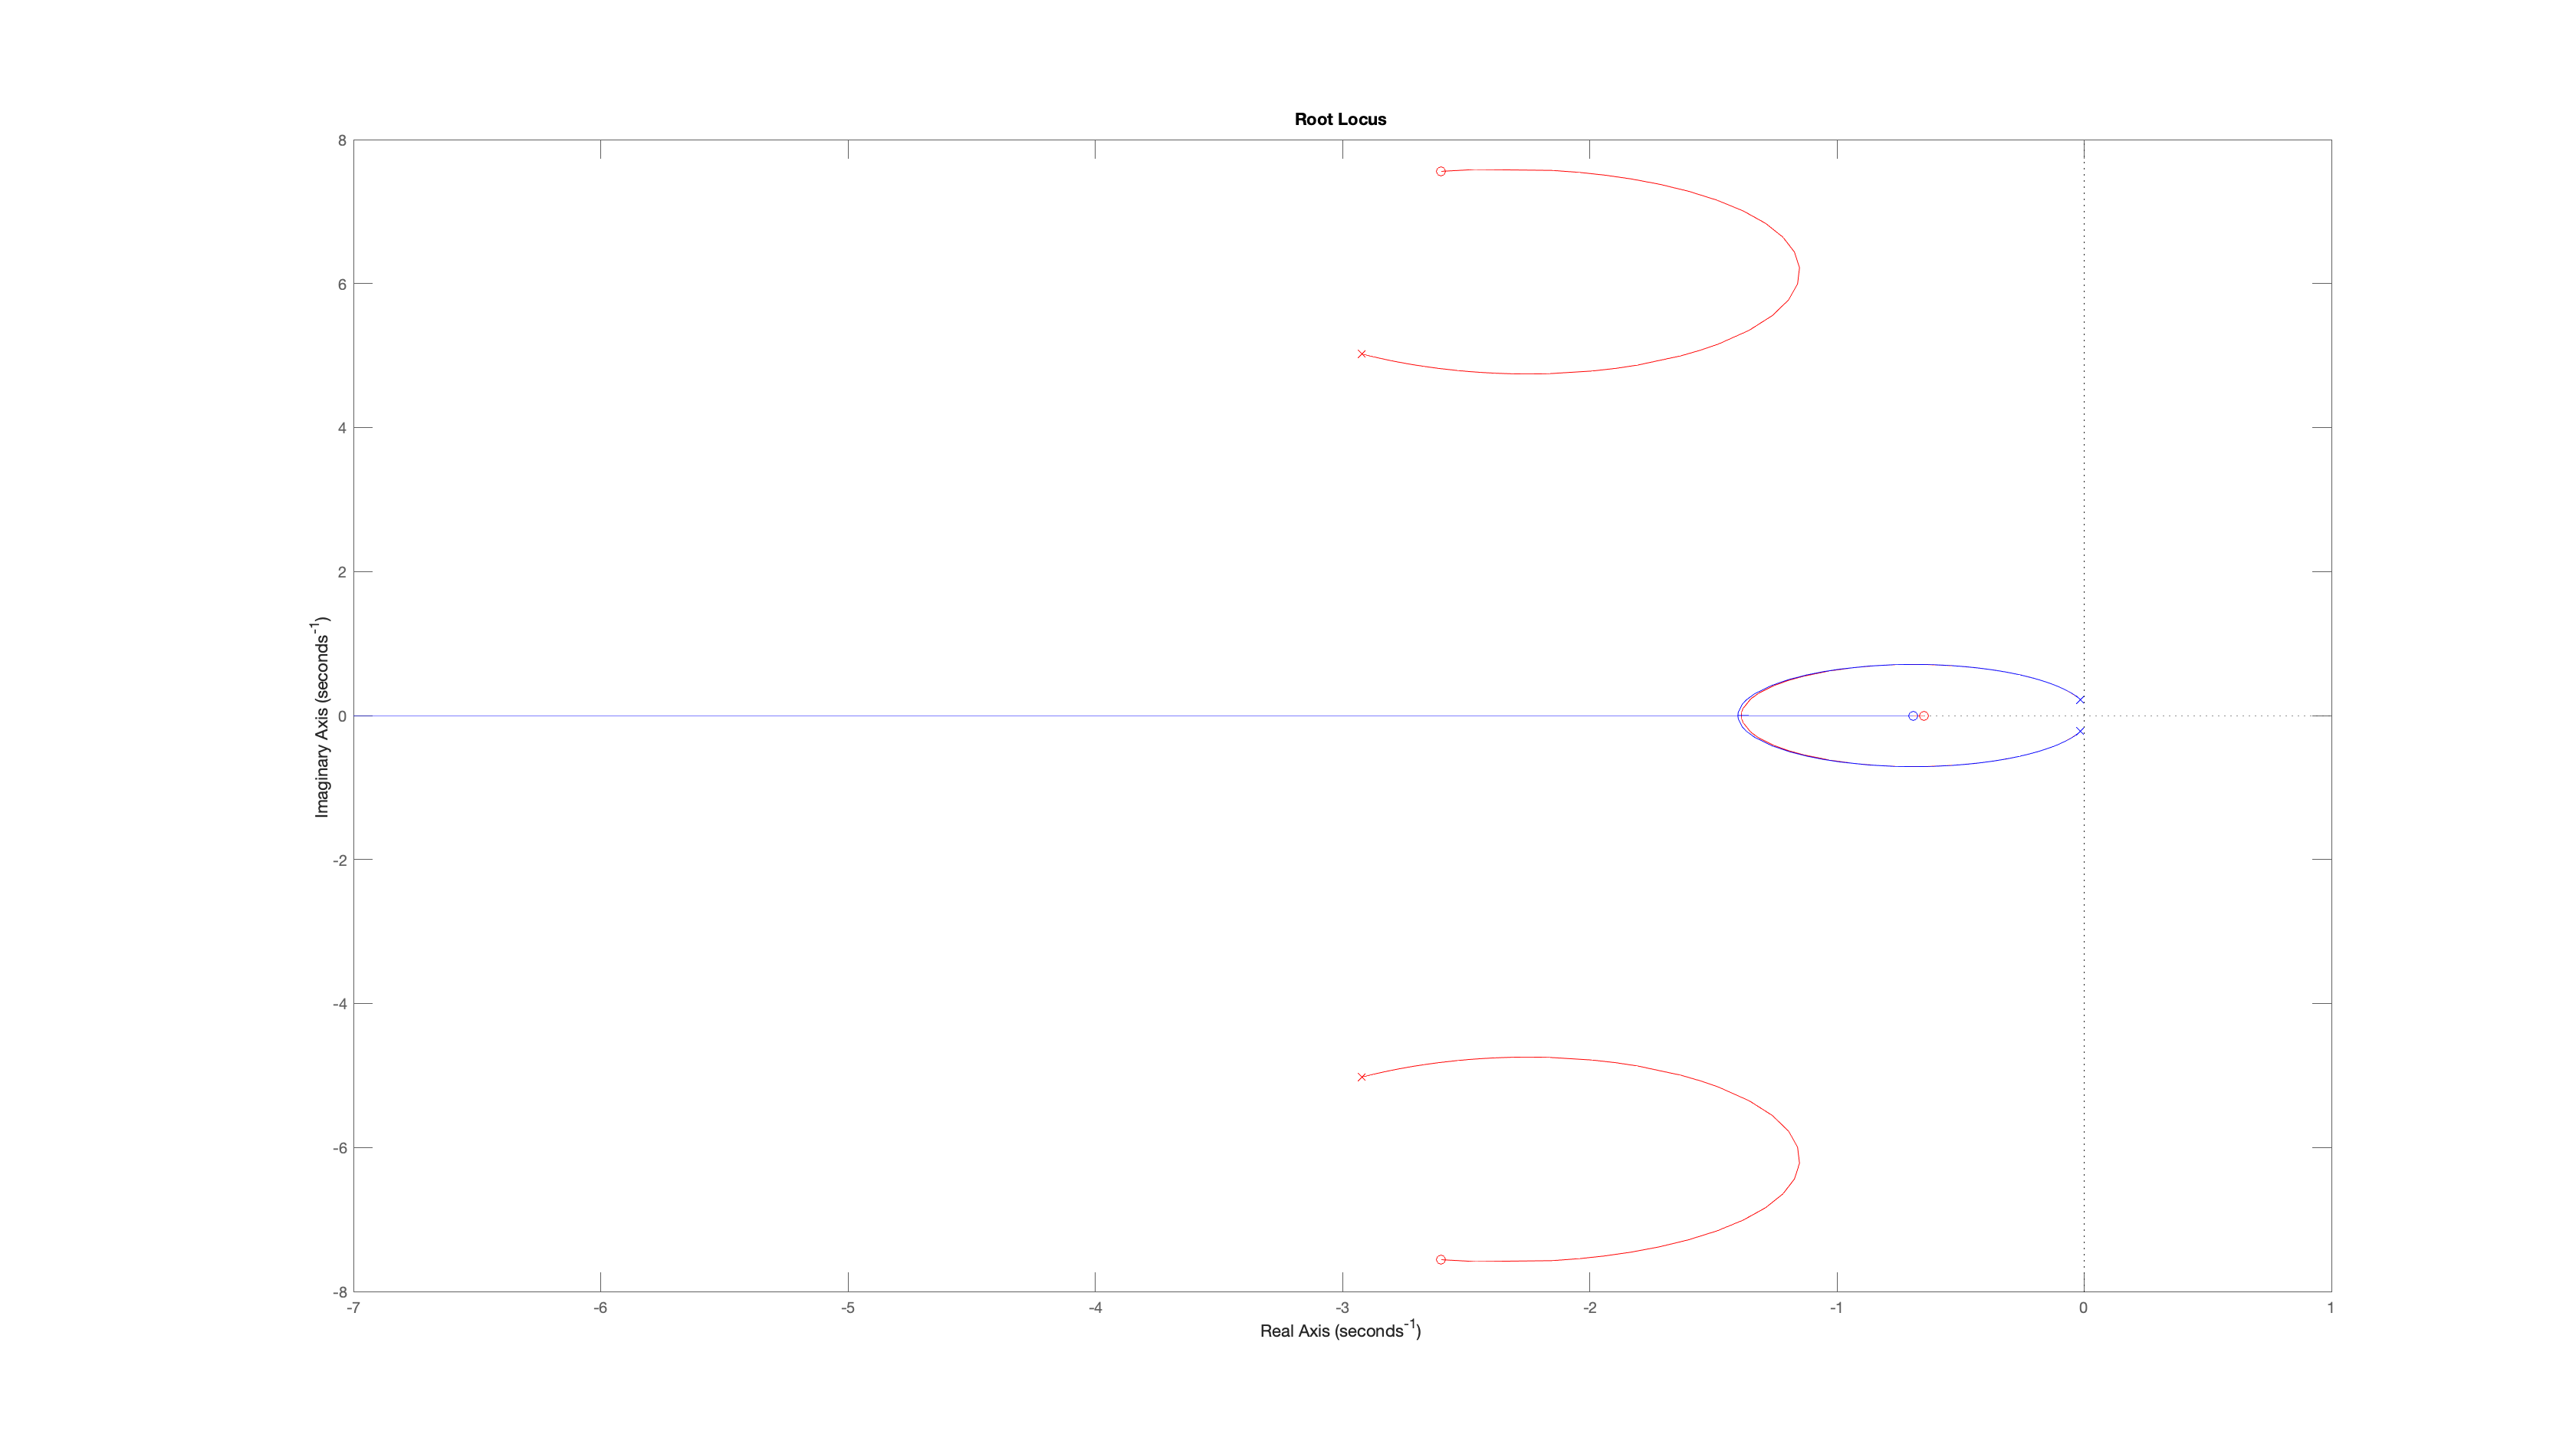 Root Locus
8
6
4
2
0
-2
-4
-6
-8
Imaginary Axis (seconds-1)
-7 -6 -5 -4 -3 -2 -1 0 1
Real Axis (seconds-1)